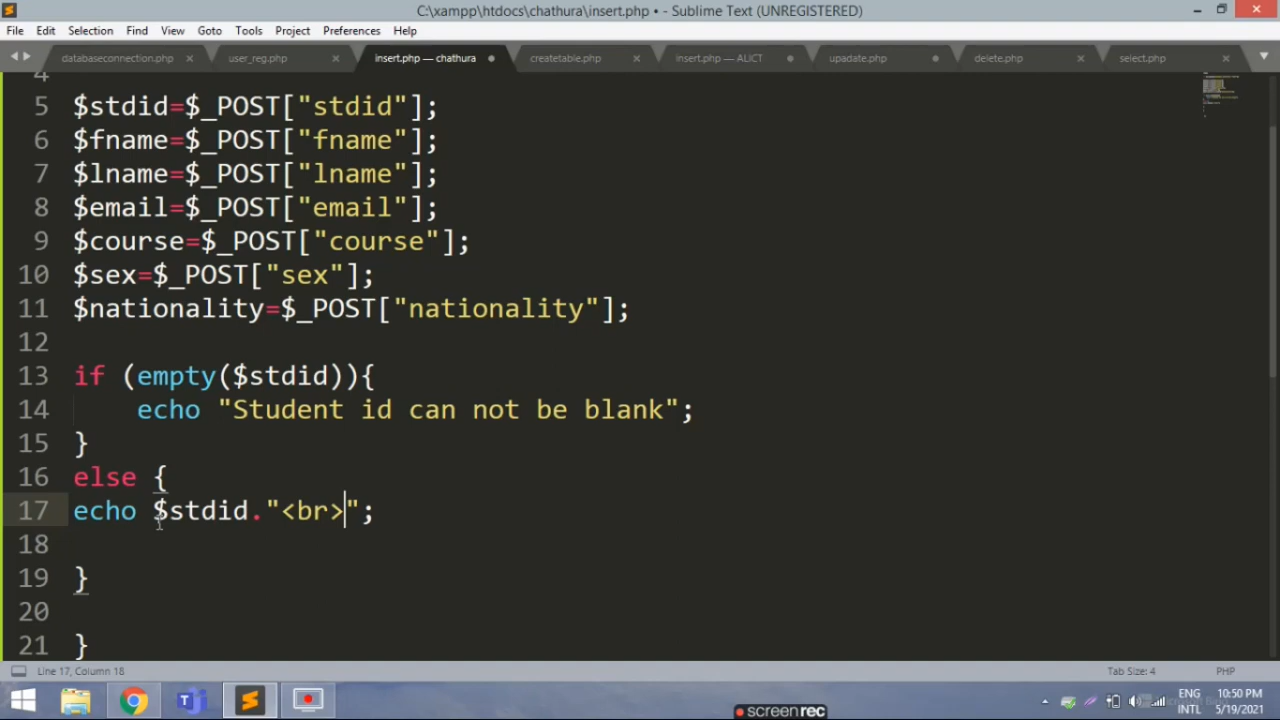 C:\xampp\htdocs\chathura\insert.php • - Sublime Text (UNREGISTERED)
File Edit Selection Find View Goto Tools Project Preferences Help
databaseconnection.php user_reg.php insert.php — chathura createtable.php insert.php — ALICT upadate.php delete.php select.php
4
5 $stdid=$_POST["stdid"];
6 $fname=$_POST["fname"];
7 $lname=$_POST["lname"];
8 $email=$_POST["email"];
9 $course=$_POST["course"];
10 $sex=$_POST["sex"];
11 $nationality=$_POST["nationality"];
12
13 if (empty($stdid)){
14 echo "Student id can not be blank";
15 }
16 else {
17 echo $stdid."<br>";
18
19 }
20
21 }
Line 17, Column 18 Tab Size: 4 PHP
ENG 10:50 PM
INTL 5/19/2021
screenrec